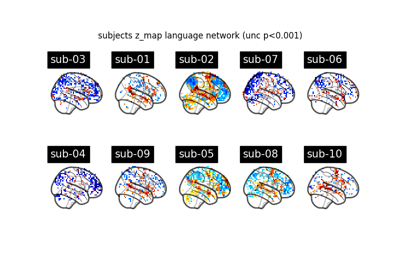 subjects z_map language network (unc p<0.001)
sub-03 sub-01 sub-02 sub-07 sub-06
sub-04 sub-09 sub-05 sub-08 sub-10